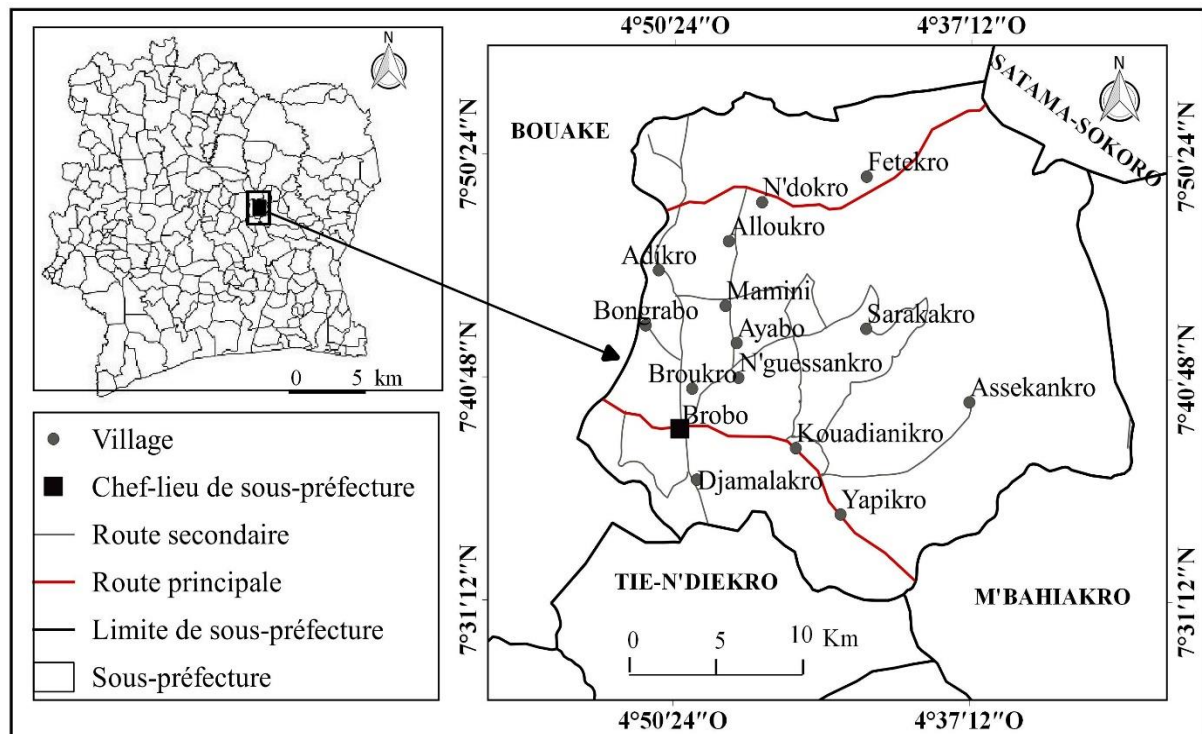 N
0 5 km
Village
Chef-lieu de sous-préfecture
Route secondaire
Route principale
Limite de sous-préfecture
Sous-préfecture
4°50'24"O 4°37'12"O
N
SATAMA-SOKORO
BOUAKE
7°50'24"N 7°50'24"N
Fetekro
N'dokro
Alloukro
Adikro
Mamini
Bongrabo
Sarakakro
Ayabo
N'guessankro
Broukro
7°40'48"N 7°40'48"N
Assekankro
Brobo
Kouadianikro
Djamalakro
Yapikro
TIE-N'DIEKRO
M'BAHIAKRO
7°31'12"N 7°31'12"N
0 5 10 Km
4°50'24"O 4°37'12"O